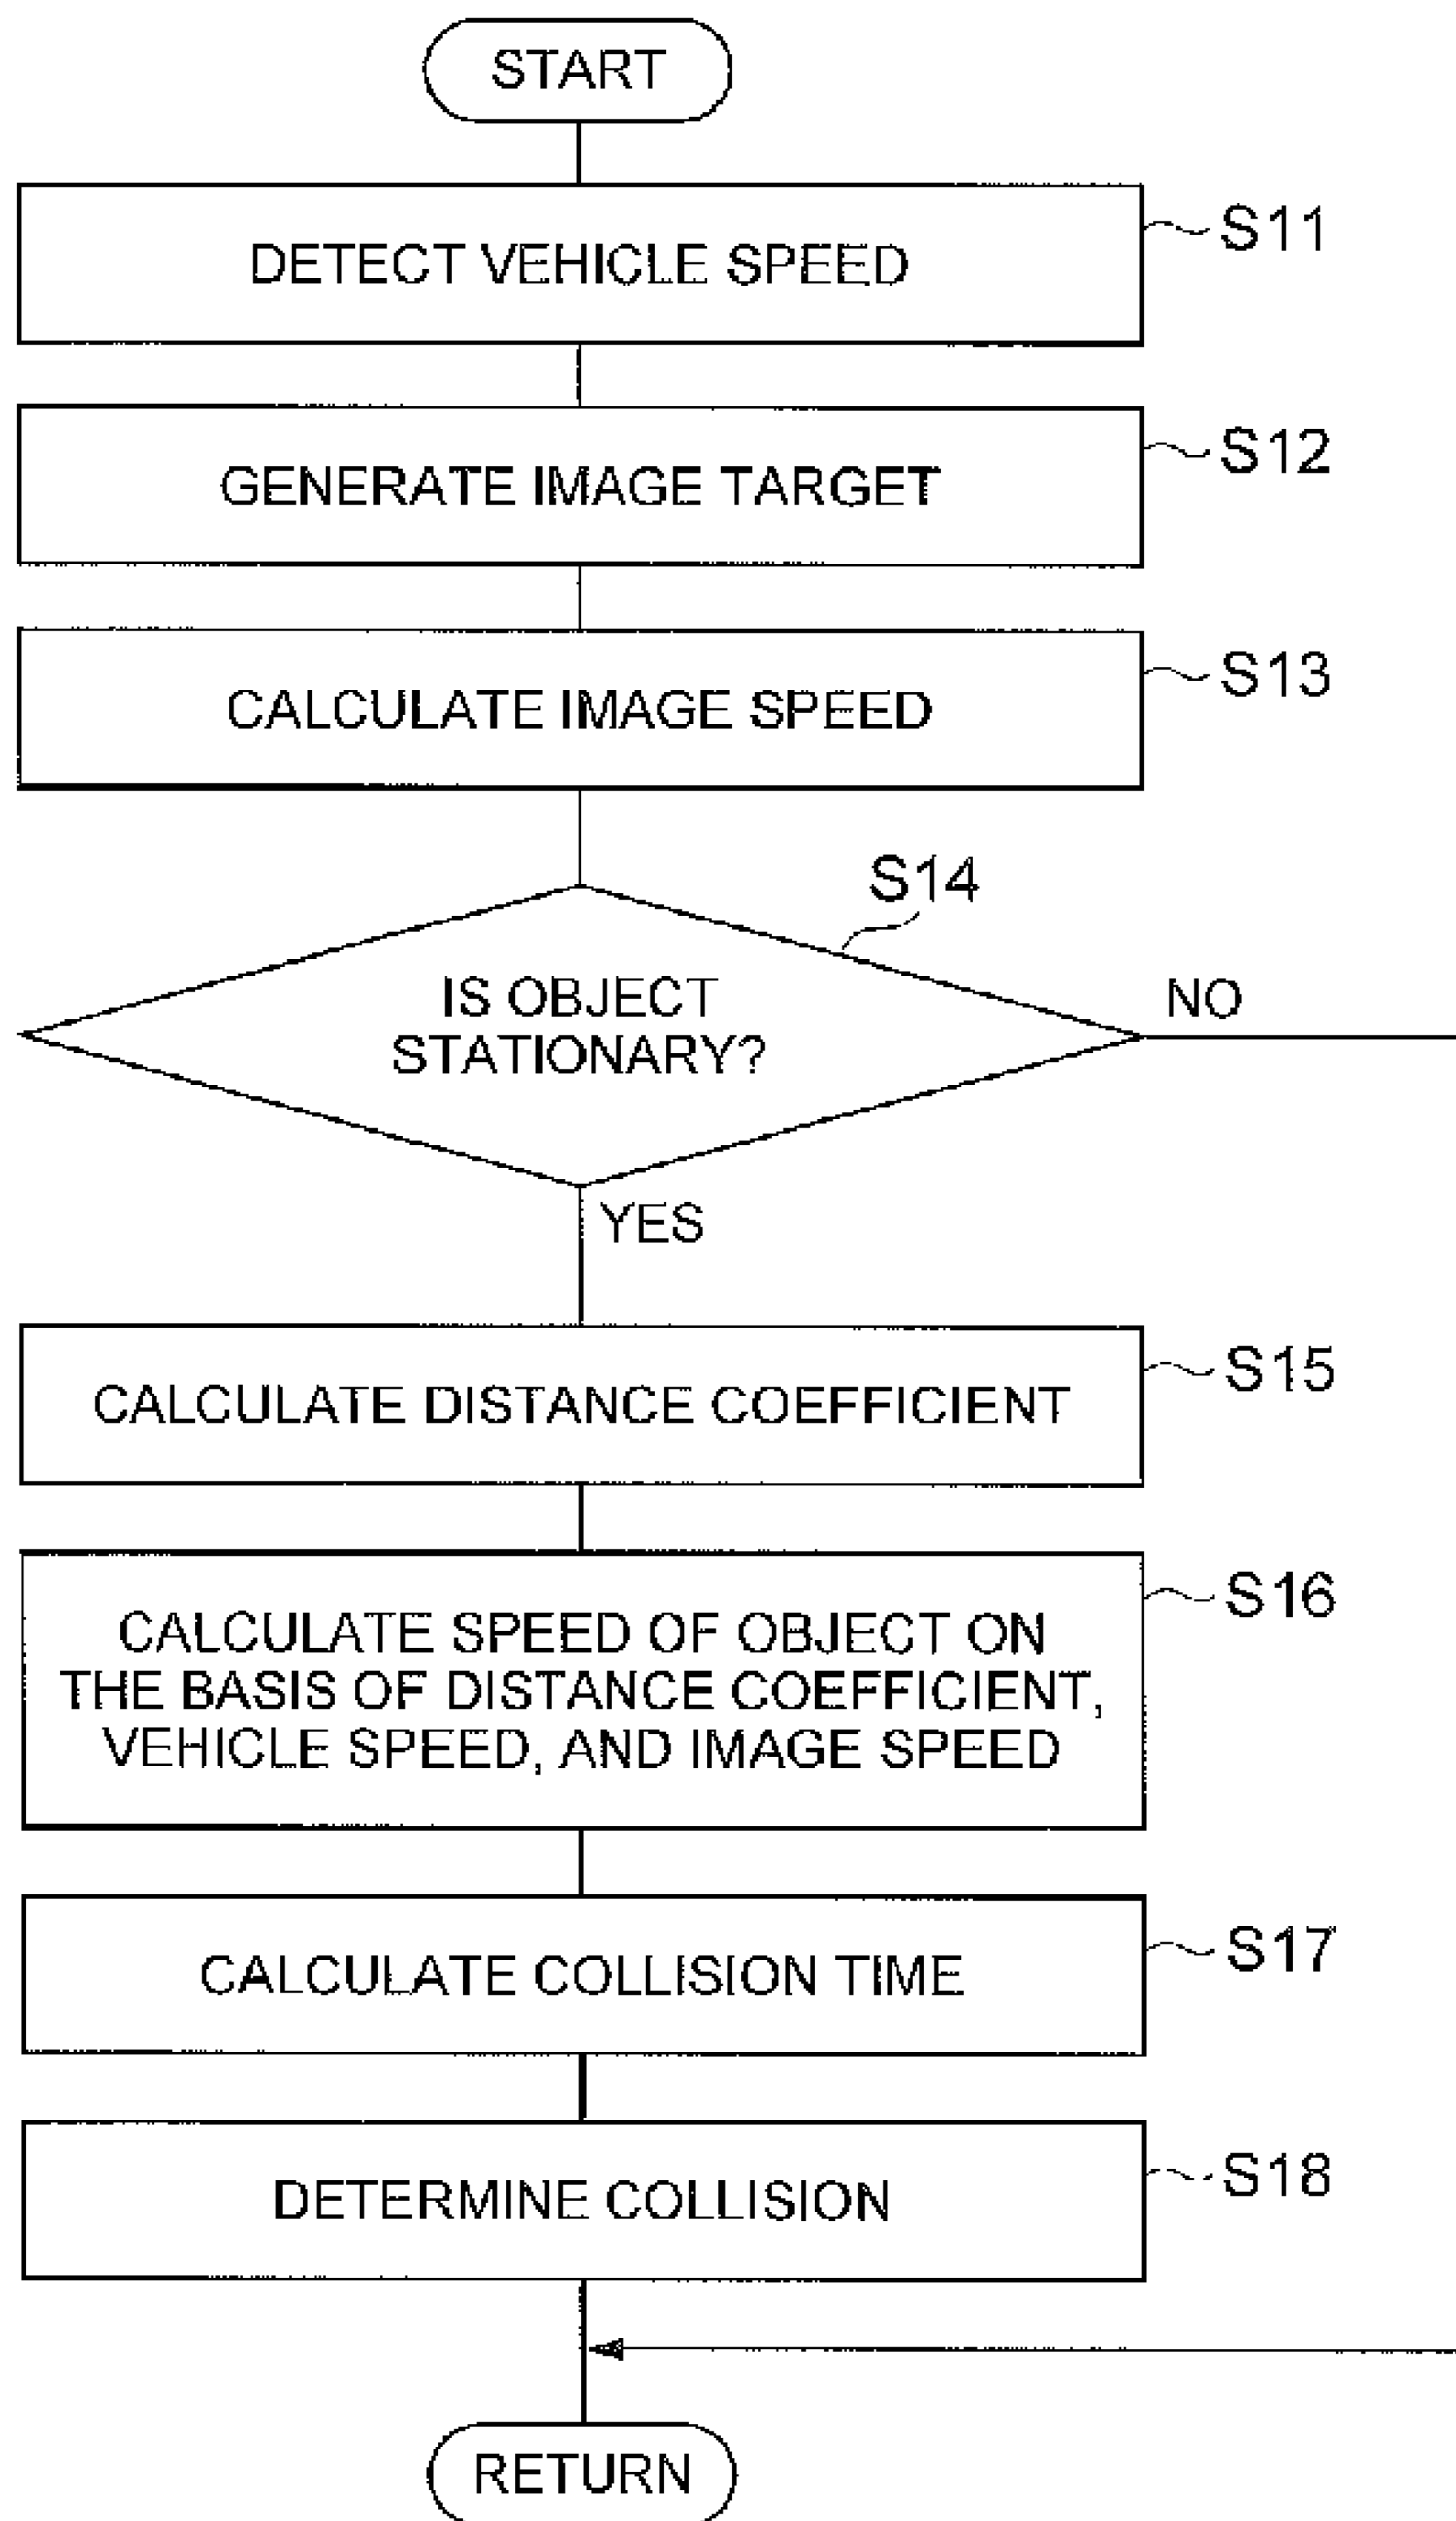 START
DETECT VEHICLE SPEED
S11
GENERATE IMAGE TARGET
S12
CALCULATE IMAGE SPEED
S13
S14
IS OBJECT
STATIONARY?
NO
YES
CALCULATE DISTANCE COEFFICIENT
S15
CALCULATE SPEED OF OBJECT ON
THE BASIS OF DISTANCE COEFFICIENT,
VEHICLE SPEED, AND IMAGE SPEED
S16
CALCULATE COLLISION TIME
S17
DETERMINE COLLISION
S18
RETURN